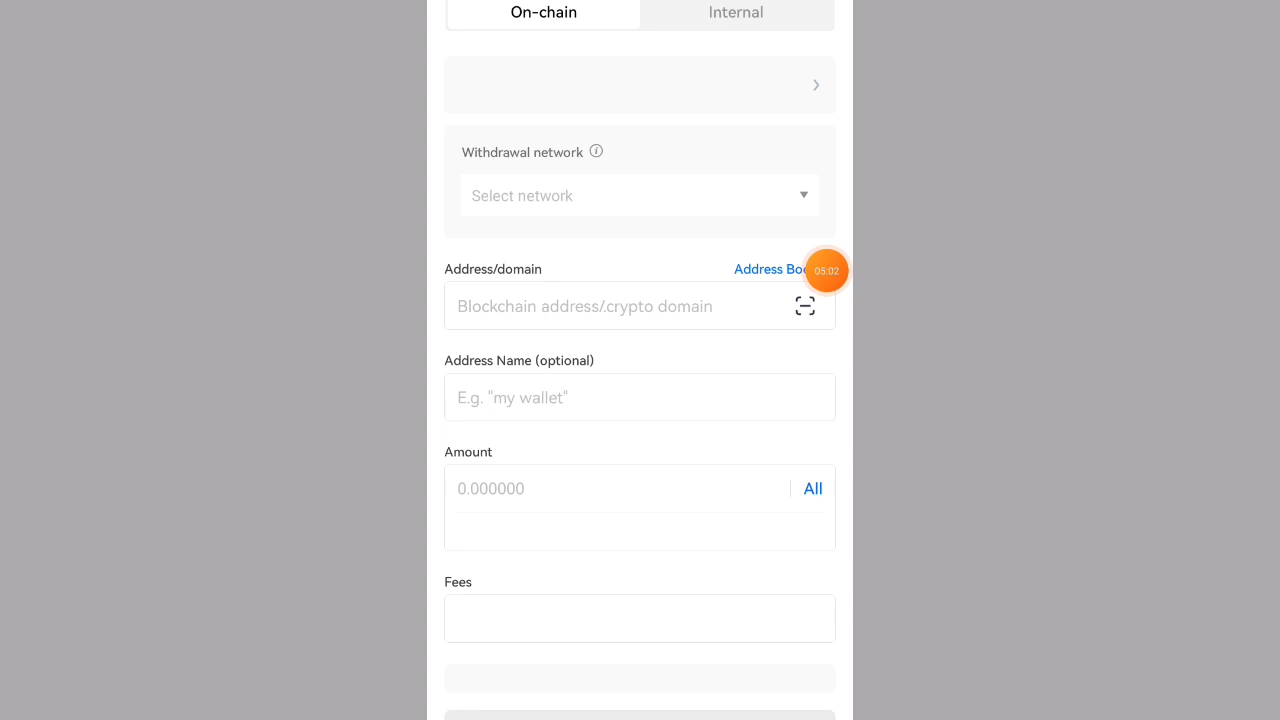 On-chain Internal
Withdrawal network
Select network
Address/domain Address
05:02
Blockchain address/.crypto domain
Address Name (optional)
E.g. "my wallet"
Amount
0.000000 All
Fees